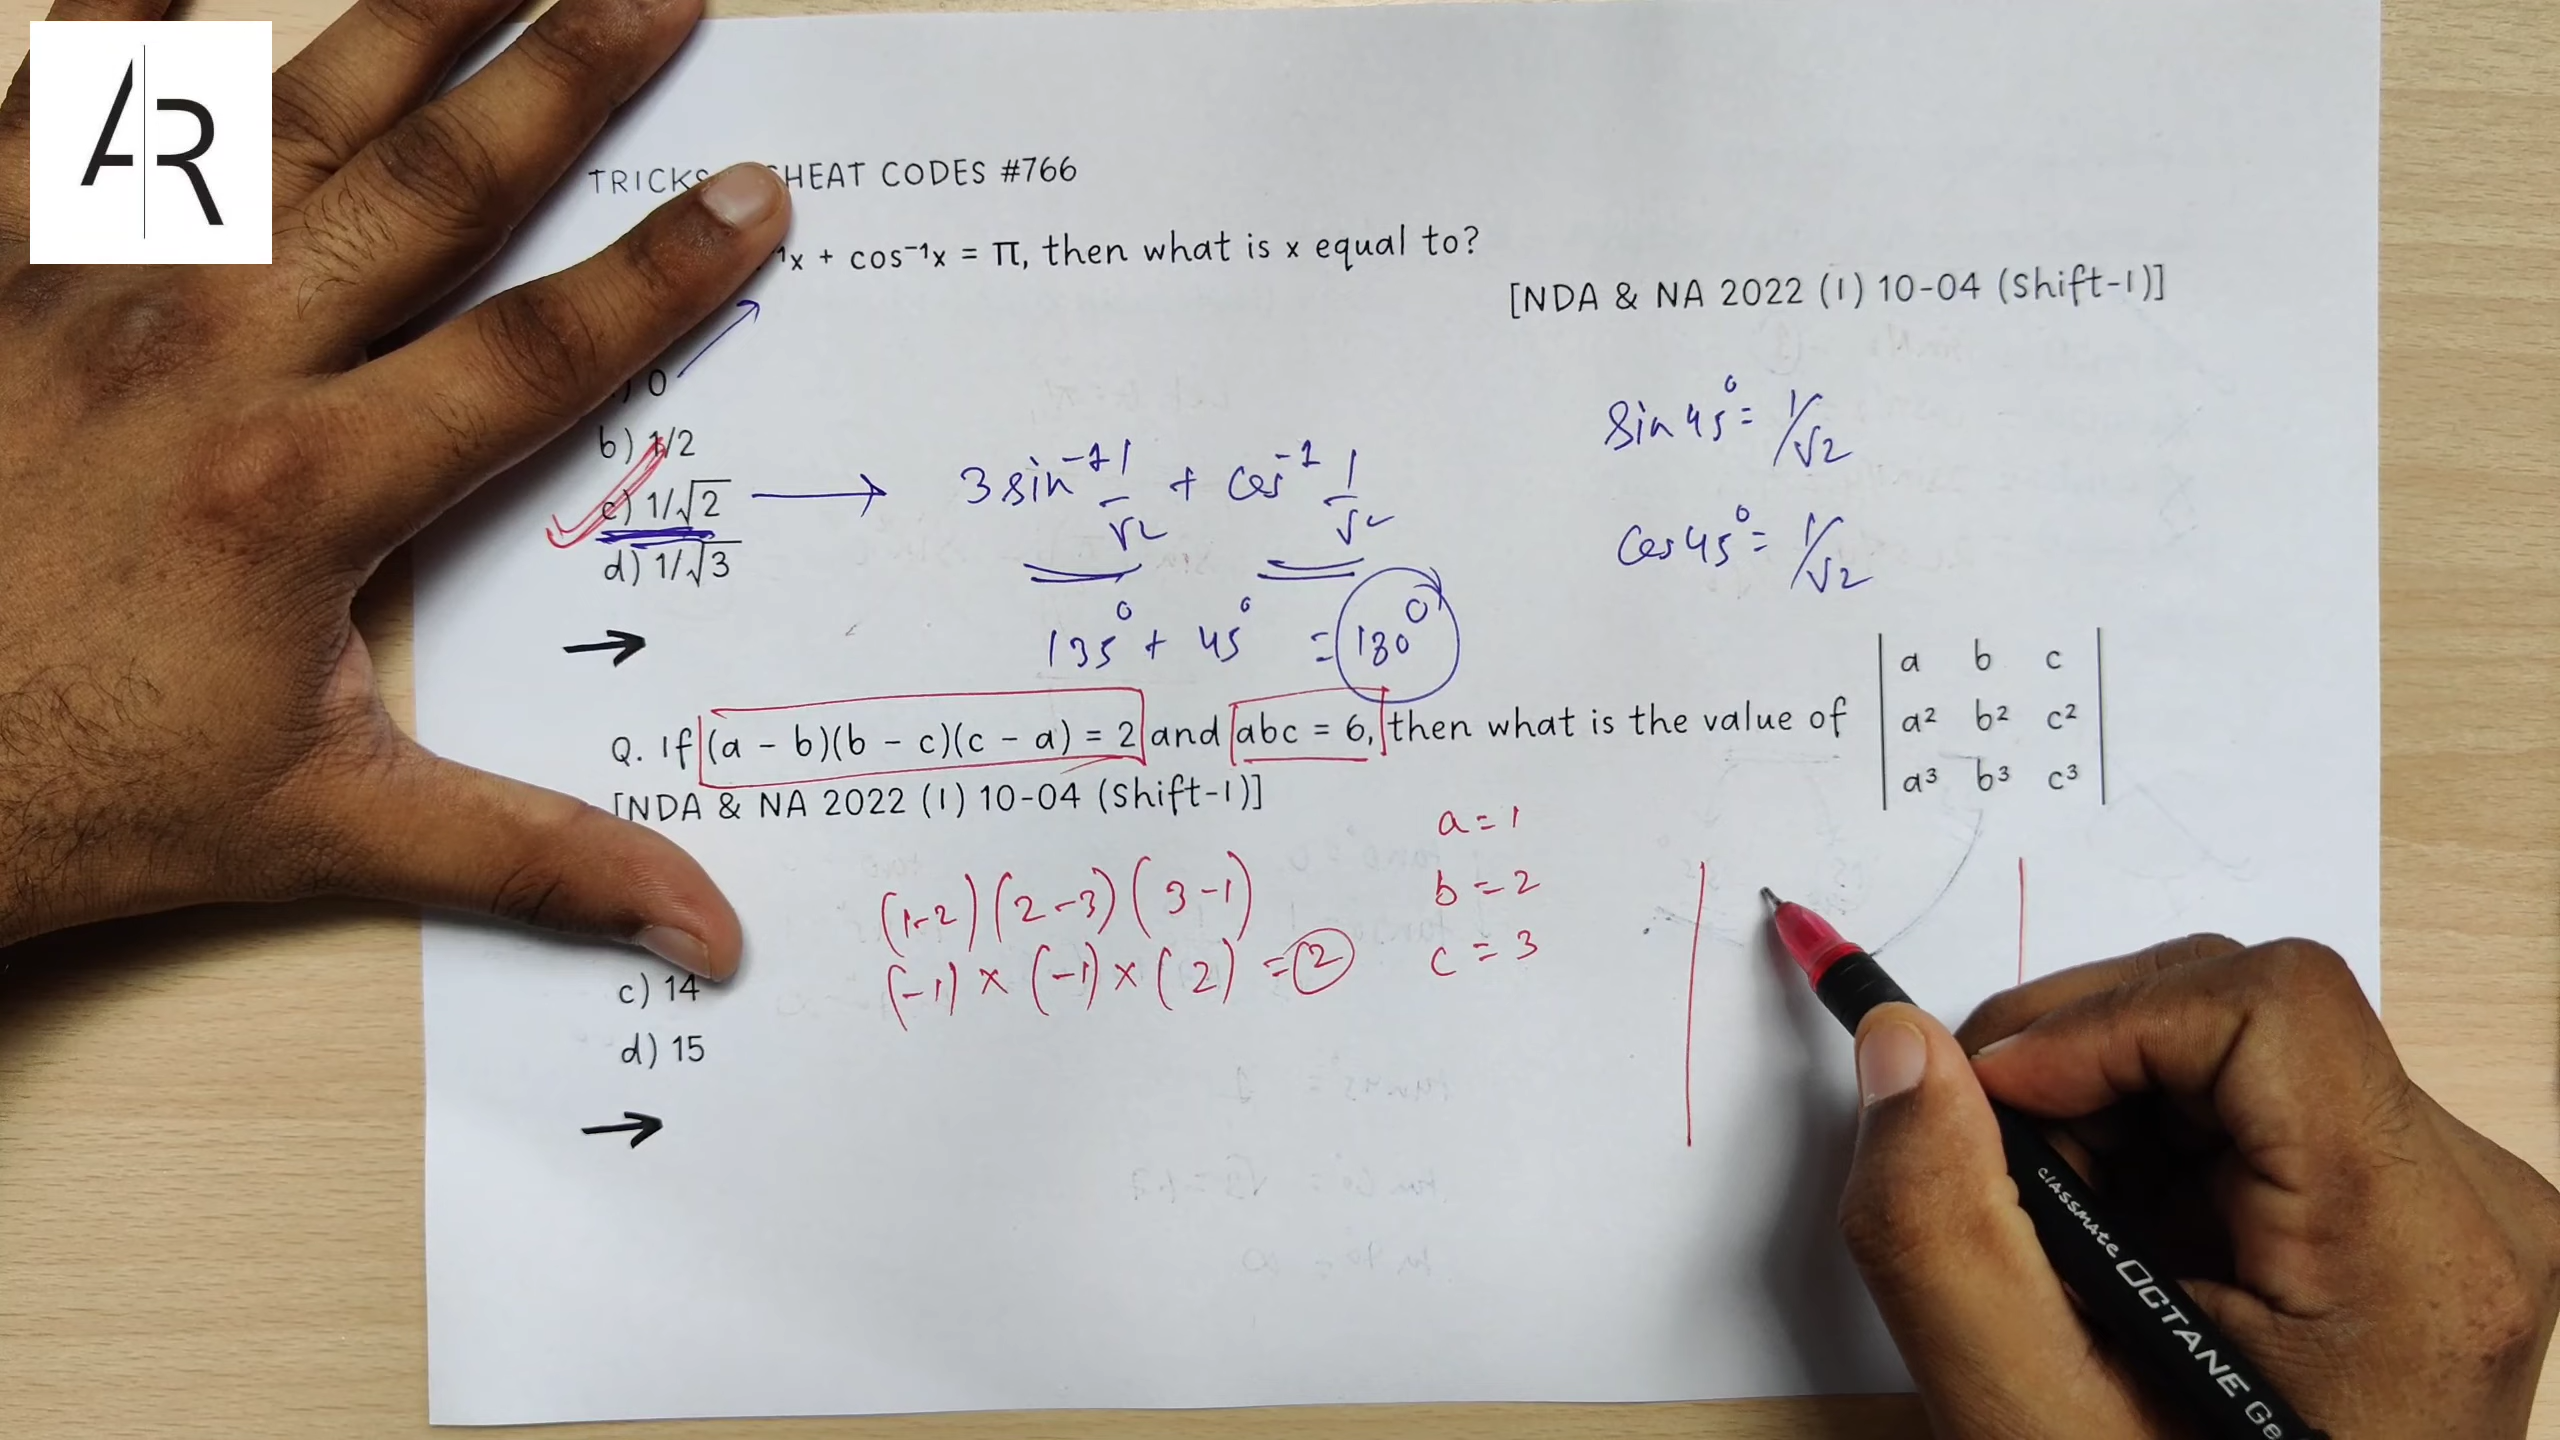 AR
TRICKS CHEAT CODES #766
⁻¹x + cos⁻¹x = π, then what is x equal to?
[NDA & NA 2022 (1) 10-04 (Shift-1)]
) 0
b) 1/2
c) 1/√2
d) 1/√3
3 sin⁻¹ 1/√2 + cos⁻¹ 1/√2
135° + 45° = 180°
sin 45° = 1/√2
cos 45° = 1/√2
Q. If (a - b)(b - c)(c - a) = 2 and abc = 6, then what is the value of
a b c
a² b² c²
a³ b³ c³
[NDA & NA 2022 (1) 10-04 (Shift-1)]
c) 14
d) 15
(1-2) (2-3) (3-1)
(-1) × (-1) × (2) = 2
a = 1
b = 2
c = 3
classmate OCTANE Ge